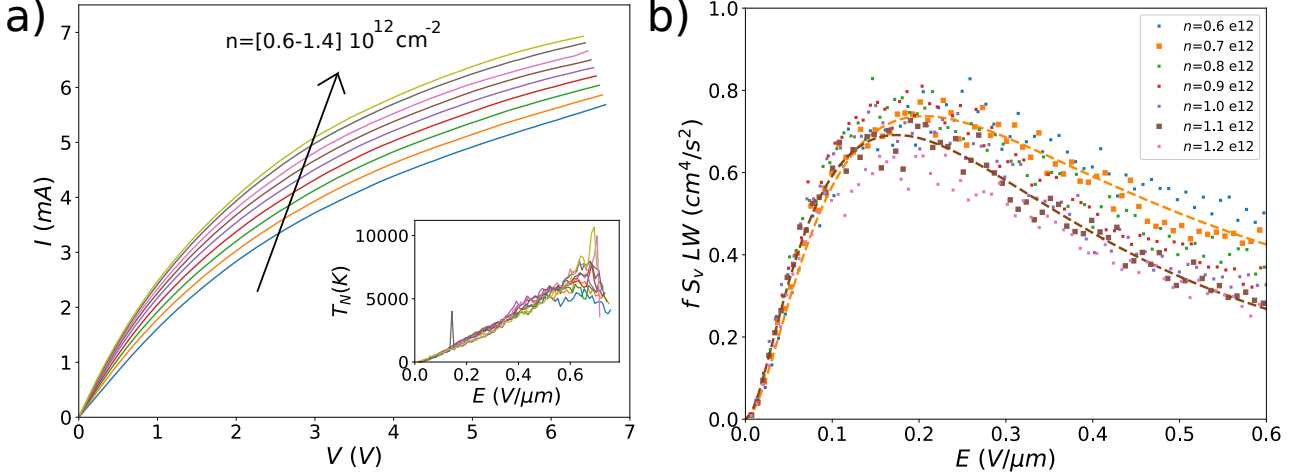 a)
n=[0.6-1.4] 10^12 cm^-2
I (mA)
7
6
5
4
3
2
1
0
0 1 2 3 4 5 6 7
V (V)
T_N(K)
10000
5000
0
0.0 0.2 0.4 0.6
E (V/μm)
b)
f S_v LW (cm^4/s^2)
1.0
0.8
0.6
0.4
0.2
0.0
0.0 0.1 0.2 0.3 0.4 0.5 0.6
E (V/μm)
n=0.6 e12
n=0.7 e12
n=0.8 e12
n=0.9 e12
n=1.0 e12
n=1.1 e12
n=1.2 e12